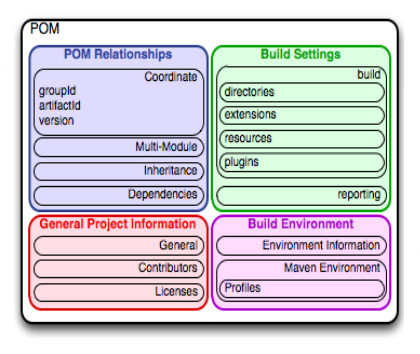 POM
POM Relationships
Coordinate
groupId
artifactId
version
Multi-Module
Inheritance
Dependencies
Build Settings
build
directories
extensions
resources
plugins
reporting
General Project Information
General
Contributors
Licenses
Build Environment
Environment Information
Maven Environment
Profiles